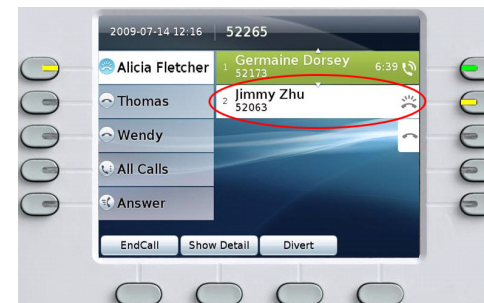 2009-07-14 12:16 52265
Alicia Fletcher
1 Germaine Dorsey 6:39
52173
Thomas
2 Jimmy Zhu
52063
Wendy
All Calls
Answer
EndCall Show Detail Divert